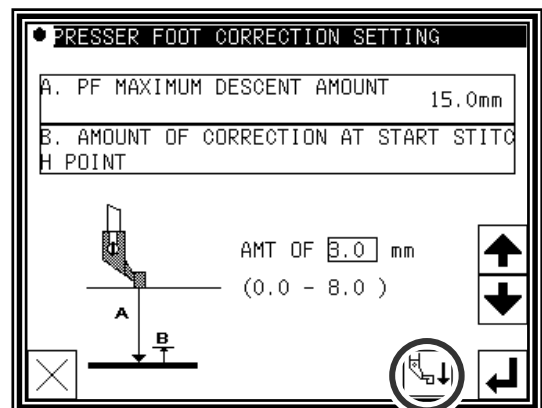 PRESSER FOOT CORRECTION SETTING
A. PF MAXIMUM DESCENT AMOUNT 15.0mm
B. AMOUNT OF CORRECTION AT START STITC
H POINT
AMT OF 3.0 mm
(0.0 - 8.0 )
A
B